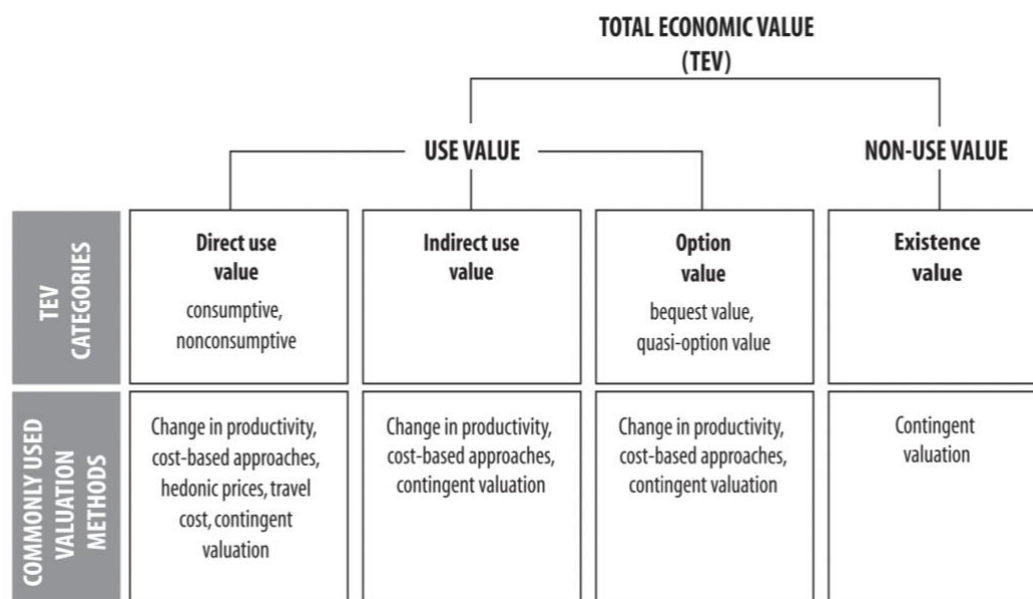 TOTAL ECONOMIC VALUE
(TEV)
USE VALUE
NON-USE VALUE
TEV
CATEGORIES
Direct use
value
consumptive,
nonconsumptive
Indirect use
value
Option
value
bequest value,
quasi-option value
Existence
value
COMMONLY USED
VALUATION
METHODS
Change in productivity,
cost-based approaches,
hedonic prices, travel
cost, contingent
valuation
Change in productivity,
cost-based approaches,
contingent valuation
Change in productivity,
cost-based approaches,
contingent valuation
Contingent
valuation